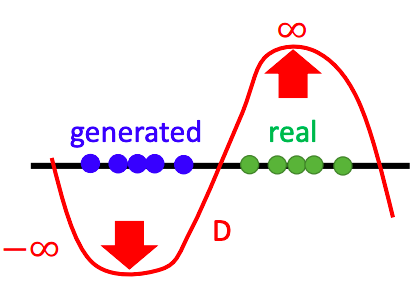 ∞
generated
real
D
−∞